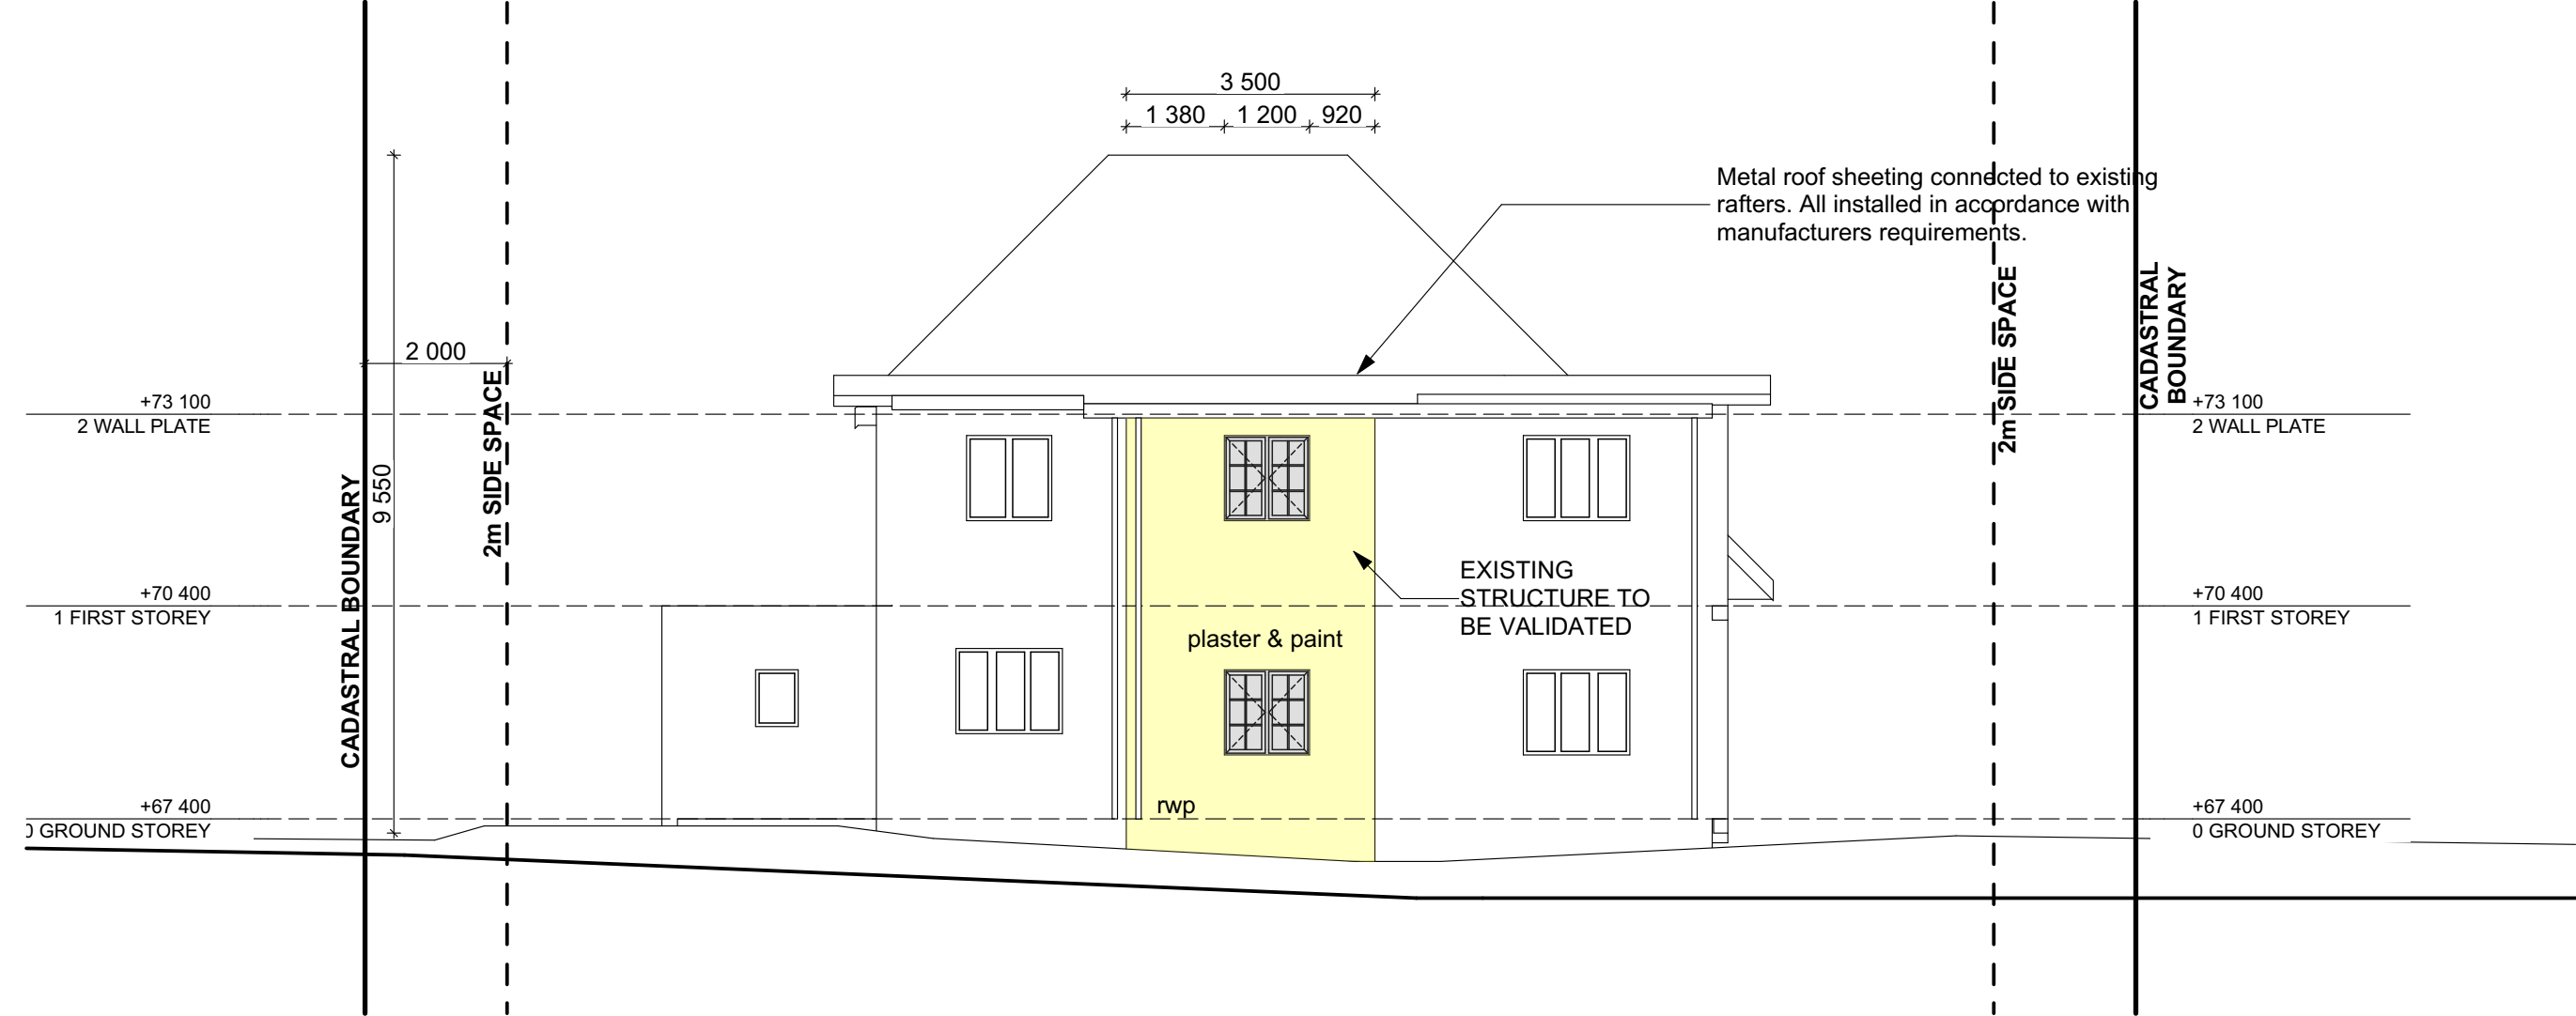 3 500
1 380
1 200
920
Metal roof sheeting connected to existing
rafters. All installed in accordance with
manufacturers requirements.
2 000
9 550
CADASTRAL BOUNDARY
2m SIDE SPACE
2m SIDE SPACE
CADASTRAL
BOUNDARY
+73 100
2 WALL PLATE
+73 100
2 WALL PLATE
EXISTING
STRUCTURE TO
BE VALIDATED
+70 400
1 FIRST STOREY
+70 400
1 FIRST STOREY
plaster & paint
rwp
+67 400
0 GROUND STOREY
+67 400
0 GROUND STOREY